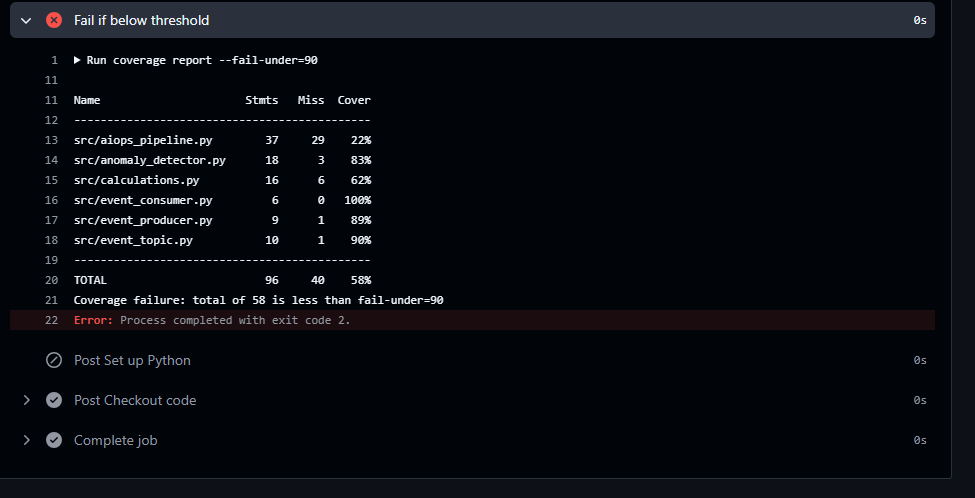 Fail if below threshold 0s
1 ▶ Run coverage report --fail-under=90
11
11 Name Stmts Miss Cover
12 ---------------------------------------------
13 src/aiops_pipeline.py 37 29 22%
14 src/anomaly_detector.py 18 3 83%
15 src/calculations.py 16 6 62%
16 src/event_consumer.py 6 0 100%
17 src/event_producer.py 9 1 89%
18 src/event_topic.py 10 1 90%
19 ---------------------------------------------
20 TOTAL 96 40 58%
21 Coverage failure: total of 58 is less than fail-under=90
22 Error: Process completed with exit code 2.
Post Set up Python 0s
Post Checkout code 0s
Complete job 0s